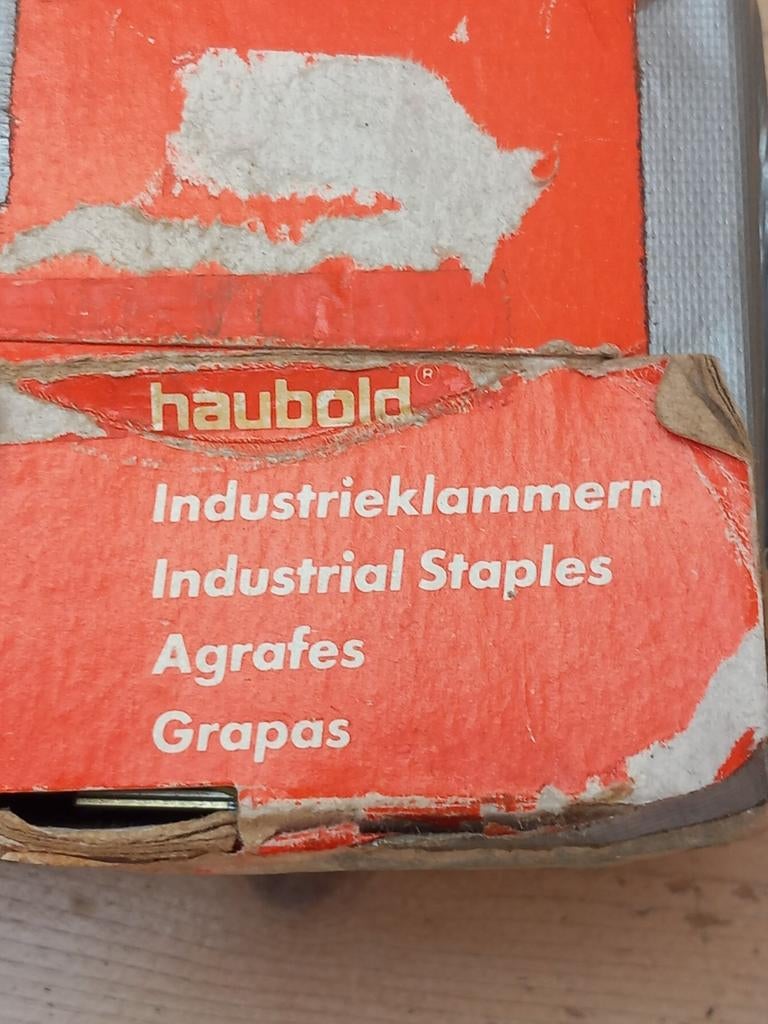 haubold®
Industrieklammern
Industrial Staples
Agrafes
Grapas